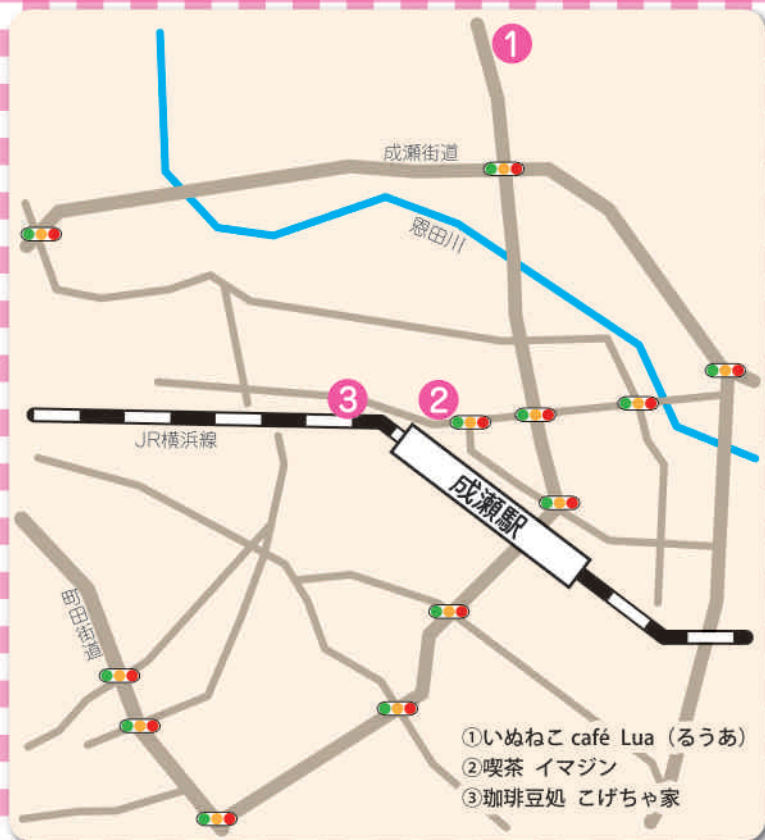 1
成瀬街道
恩田川
3
2
JR横浜線
成瀬駅
町田街道
①いぬねこ café Lua（るうあ）
②喫茶 イマジン
③珈琲豆処 こげちゃ家